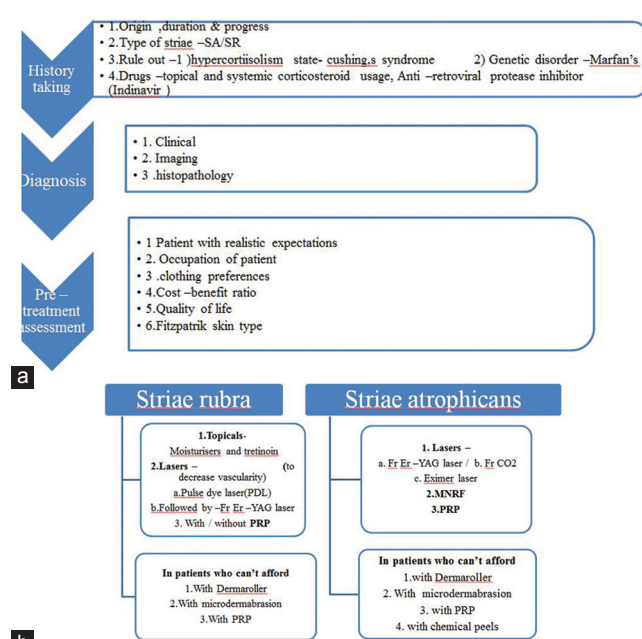 History
taking
• 1.Origin ,duration & progress
• 2.Type of striae –SA/SR
• 3.Rule out –1 )hypercortiisolism state- cushing,s syndrome 2) Genetic disorder –Marfan’s
• 4.Drugs –topical and systemic corticosteroid usage, Anti –retroviral protease inhibitor
(Indinavir )
Diagnosis
• 1. Clinical
• 2. Imaging
• 3 .histopathology
Pre –
treatment
assessment
• 1 Patient with realistic expectations
• 2. Occupation of patient
• 3 .clothing preferences
• 4.Cost –benefit ratio
• 5.Quality of life
• 6.Fitzpatrik skin type
a
Striae rubra
1.Topicals-
Moisturisers and tretinoin
2.Lasers – (to
decrease vascularity)
a.Pulse dye laser(PDL)
b.Followed by –Fr Er –YAG laser
3. With / without PRP
In patients who can’t afford
1.With Dermaroller
2.With microdermabrasion
3.With PRP
Striae atrophicans
1. Lasers –
a. Fr Er –YAG laser / b. Fr CO2
c. Eximer laser
2.MNRF
3.PRP
In patients who can’t afford
1.with Dermaroller
2. With microdermabrasion
3. with PRP
4. with chemical peels
b